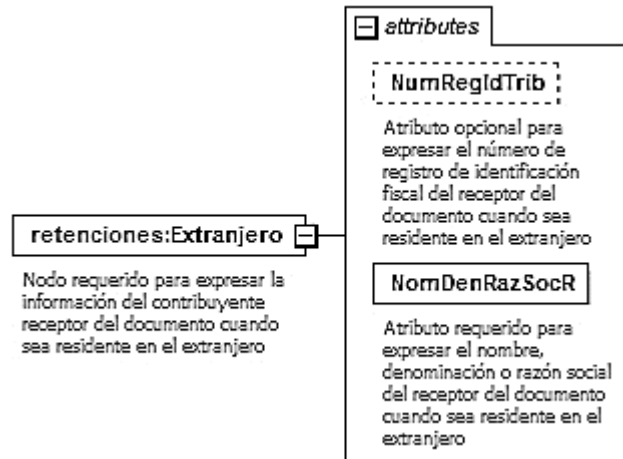 attributes
NumRegIdTrib
Atributo opcional para
expresar el número de
registro de identificación
fiscal del receptor del
documento cuando sea
residente en el extranjero
retenciones:Extranjero
Nodo requerido para expresar la
información del contribuyente
receptor del documento cuando
sea residente en el extranjero
NomDenRazSocR
Atributo requerido para
expresar el nombre,
denominación o razón social
del receptor del documento
cuando sea residente en el
extranjero